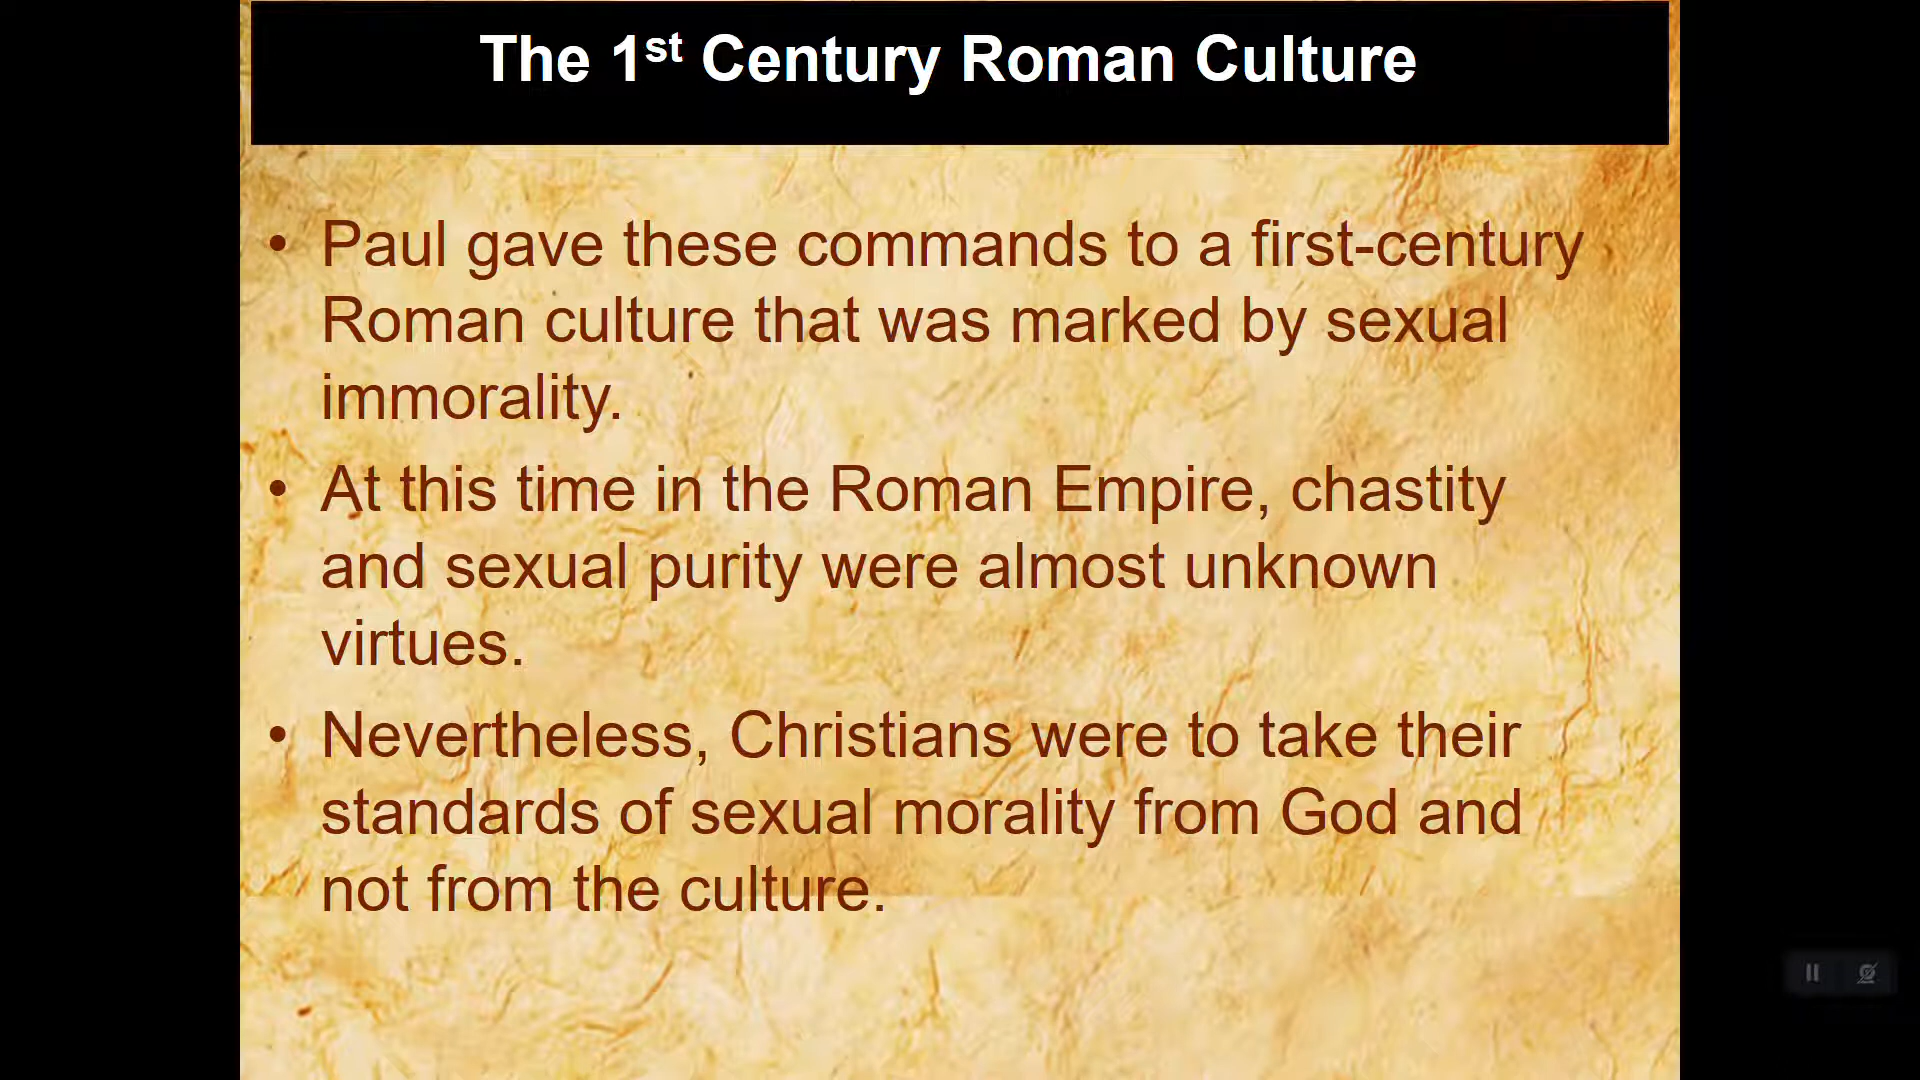 The 1st Century Roman Culture
• Paul gave these commands to a first-century
Roman culture that was marked by sexual
immorality.
• At this time in the Roman Empire, chastity
and sexual purity were almost unknown
virtues.
• Nevertheless, Christians were to take their
standards of sexual morality from God and
not from the culture.